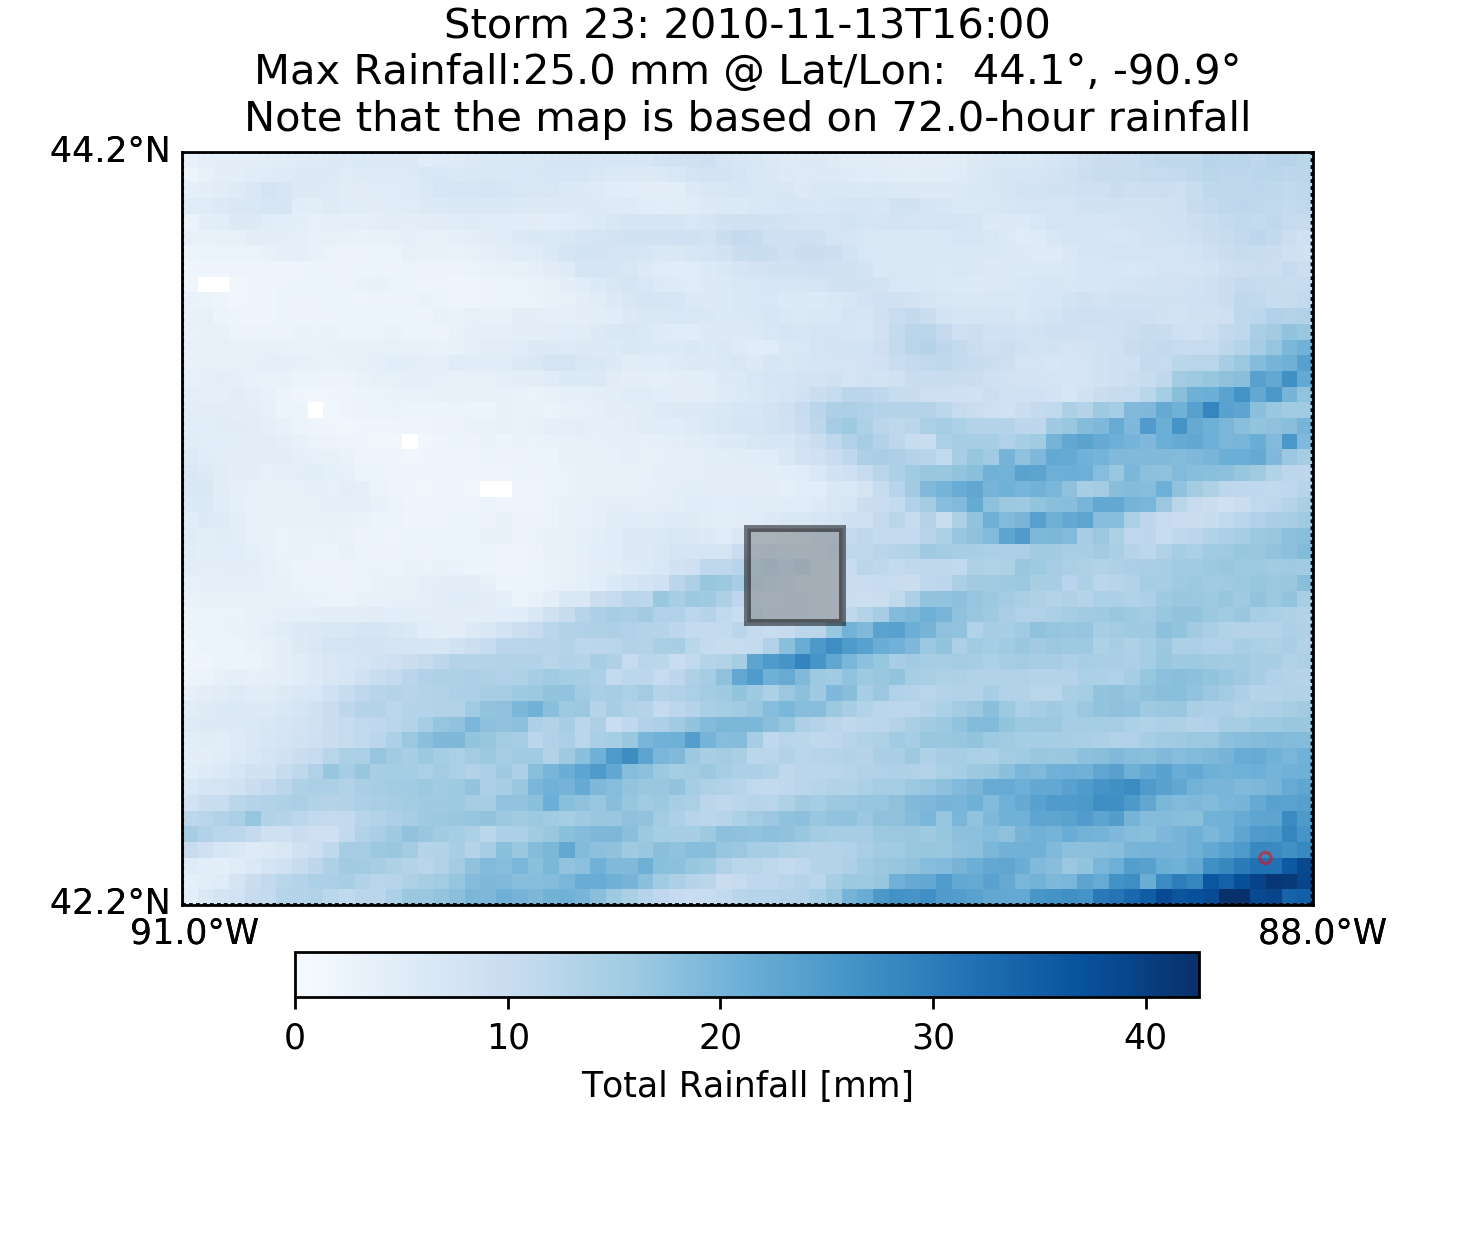 Storm 23: 2010-11-13T16:00
Max Rainfall:25.0 mm @ Lat/Lon:  44.1°, -90.9°
Note that the map is based on 72.0-hour rainfall
44.2°N
42.2°N
91.0°W
88.0°W
0 10 20 30 40
Total Rainfall [mm]